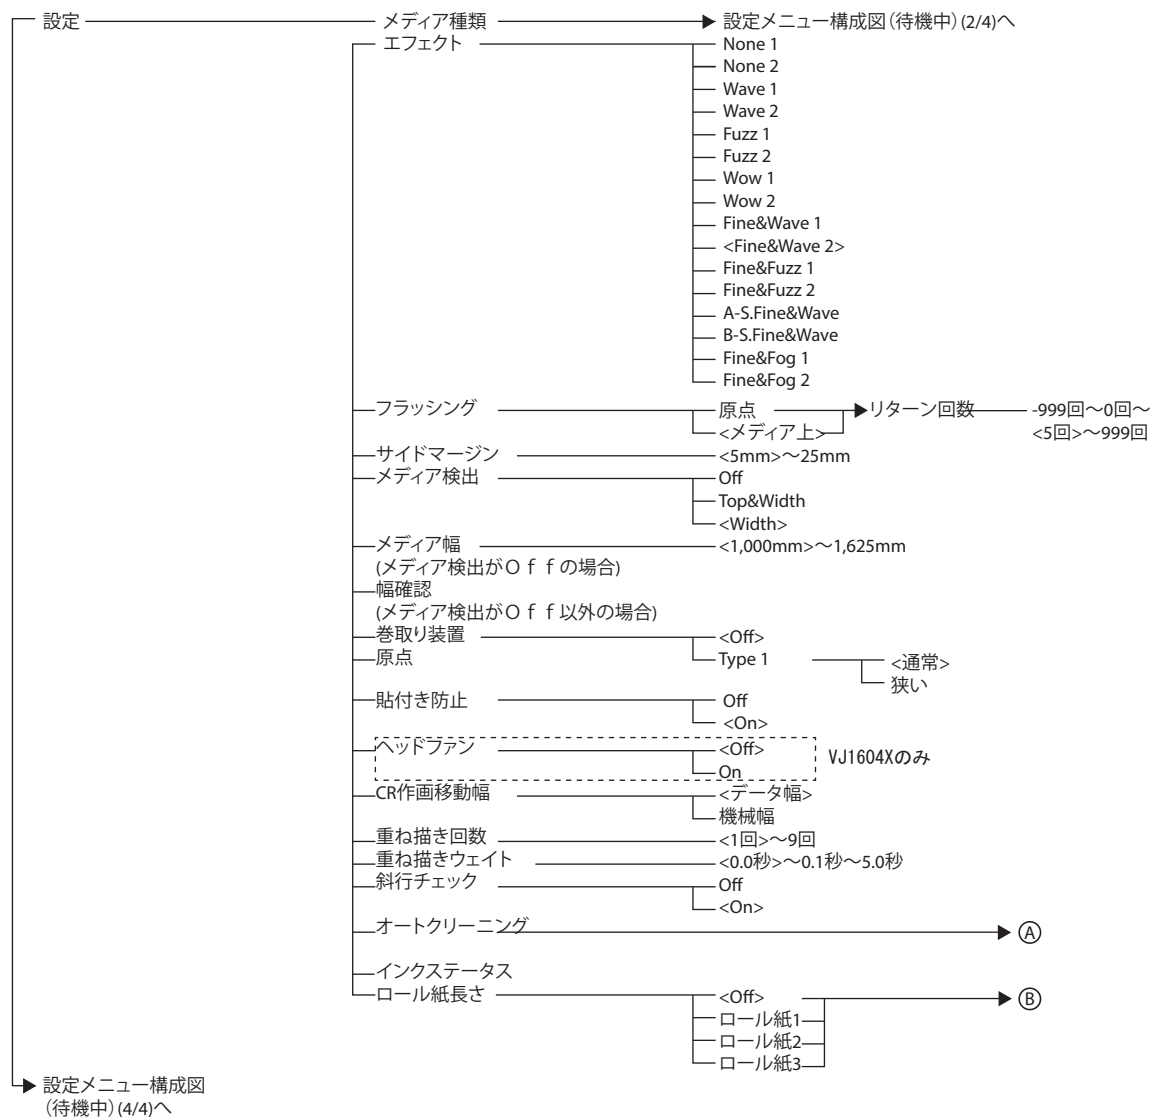 設定 メディア種類 設定メニュー構成図(待機中)(2/4)へ
エフェクト None 1
None 2
Wave 1
Wave 2
Fuzz 1
Fuzz 2
Wow 1
Wow 2
Fine&Wave 1
<Fine&Wave 2>
Fine&Fuzz 1
Fine&Fuzz 2
A-S.Fine&Wave
B-S.Fine&Wave
Fine&Fog 1
Fine&Fog 2
フラッシング 原点 リターン回数 -999回～0回～
<メディア上> <5回>～999回
サイドマージン <5mm>～25mm
メディア検出 Off
Top&Width
<Width>
メディア幅 <1,000mm>～1,625mm
(メディア検出がＯｆｆの場合)
幅確認
(メディア検出がＯｆｆ以外の場合)
巻取り装置 <Off>
原点 Type 1 <通常>
狭い
貼付き防止 Off
<On>
ヘッドファン <Off> VJ1604Xのみ
On
CR作画移動幅 <データ幅>
機械幅
重ね描き回数 <1回>～9回
重ね描きウェイト <0.0秒>～0.1秒～5.0秒
斜行チェック Off
<On>
オートクリーニング Ⓐ
インクステータス
ロール紙長さ <Off> Ⓑ
ロール紙1
ロール紙2
ロール紙3
設定メニュー構成図
(待機中)(4/4)へ